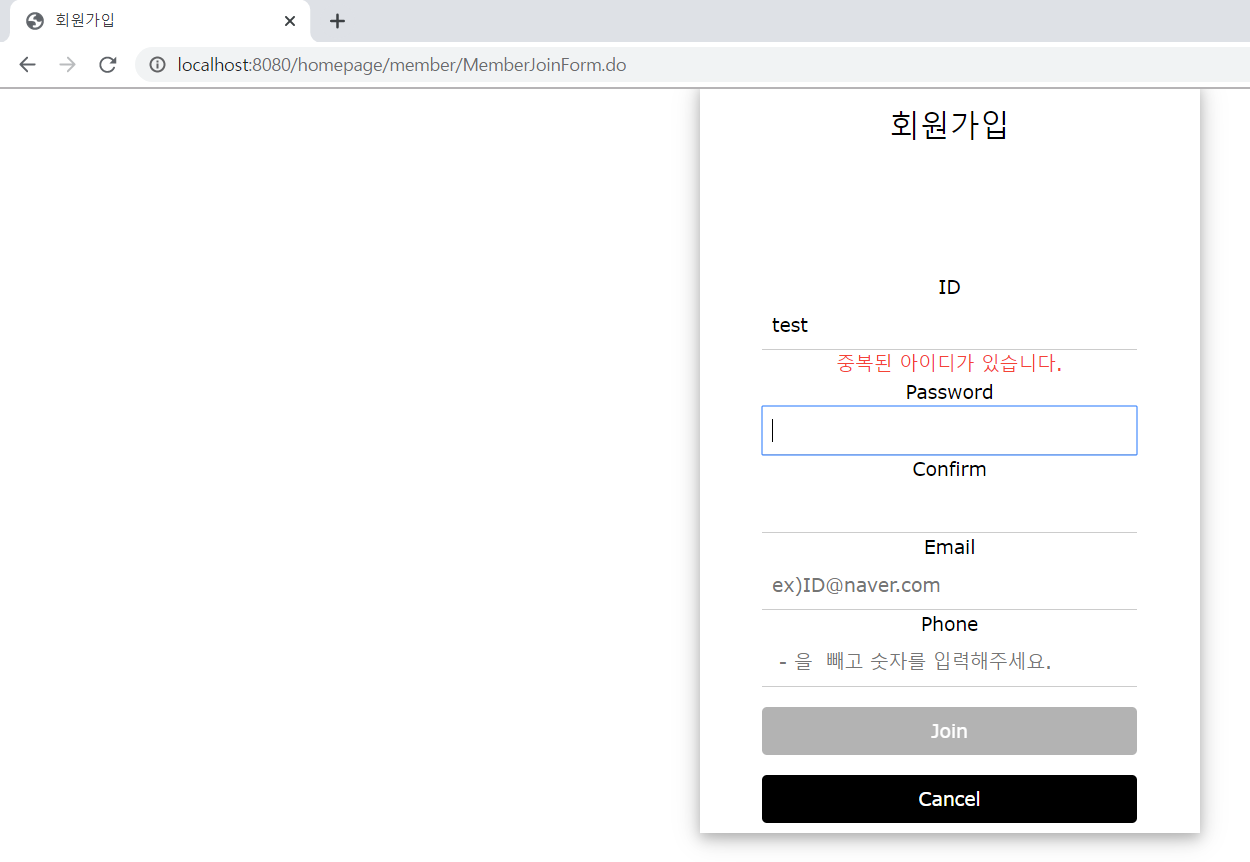 회원가입
localhost:8080/homepage/member/MemberJoinForm.do
회원가입
ID
test
중복된 아이디가 있습니다.
Password
Confirm
Email
ex)ID@naver.com
Phone
- 을 빼고 숫자를 입력해주세요.
Join
Cancel